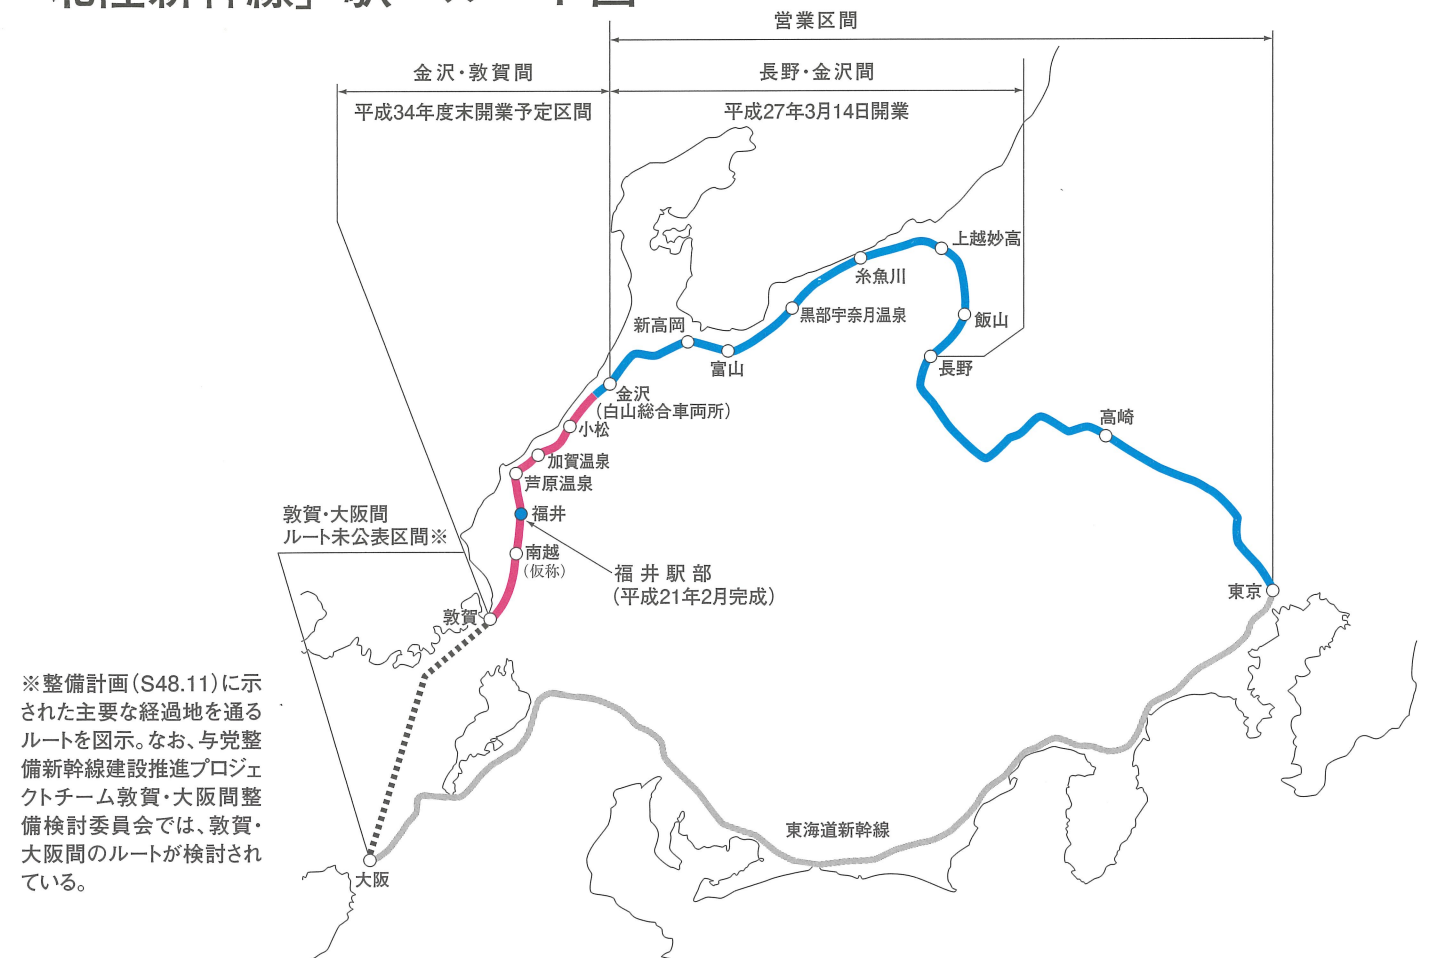 営業区間
金沢・敦賀間
長野・金沢間
平成34年度末開業予定区間
平成27年3月14日開業
上越妙高
糸魚川
黒部宇奈月温泉
飯山
新高岡
富山
長野
金沢
(白山総合車両所)
高崎
小松
加賀温泉
芦原温泉
敦賀・大阪間
ルート未公表区間※
福井
南越
(仮称)
福井駅部
(平成21年2月完成)
東京
敦賀
※整備計画(S48.11)に示
された主要な経過地を通る
ルートを図示。なお、与党整
備新幹線建設推進プロジェ
クトチーム敦賀・大阪間整
備検討委員会では、敦賀・
大阪間のルートが検討され
ている。
東海道新幹線
大阪